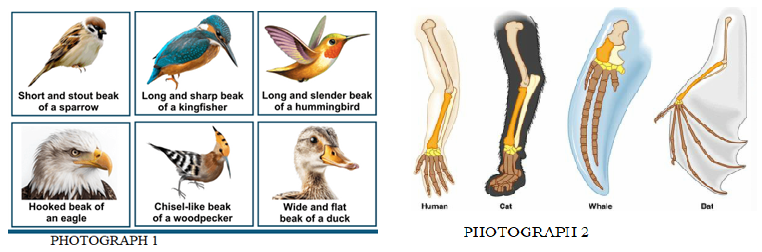 Short and stout beak
of a sparrow
Long and sharp beak
of a kingfisher
Long and slender beak
of a hummingbird
Hooked beak of
an eagle
Chisel-like beak
of a woodpecker
Wide and flat
beak of a duck
PHOTOGRAPH 1
Human
Cat
Whale
Bat
PHOTOGRAPH 2